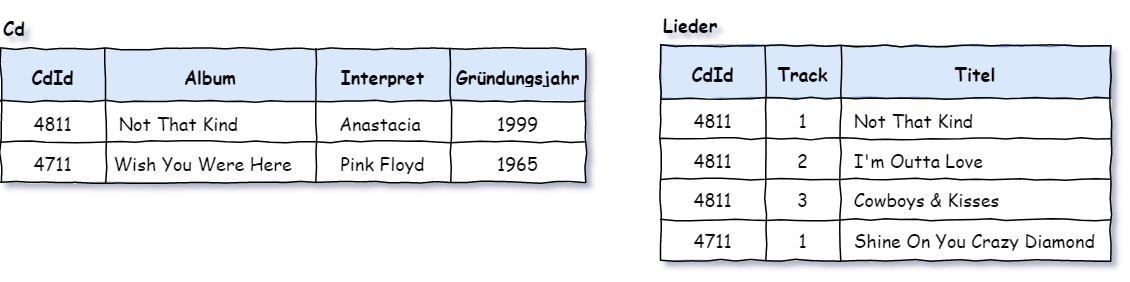 Cd
CdId Album Interpret Gründungsjahr
4811 Not That Kind Anastacia 1999
4711 Wish You Were Here Pink Floyd 1965
Lieder
CdId Track Titel
4811 1 Not That Kind
4811 2 I'm Outta Love
4811 3 Cowboys & Kisses
4711 1 Shine On You Crazy Diamond